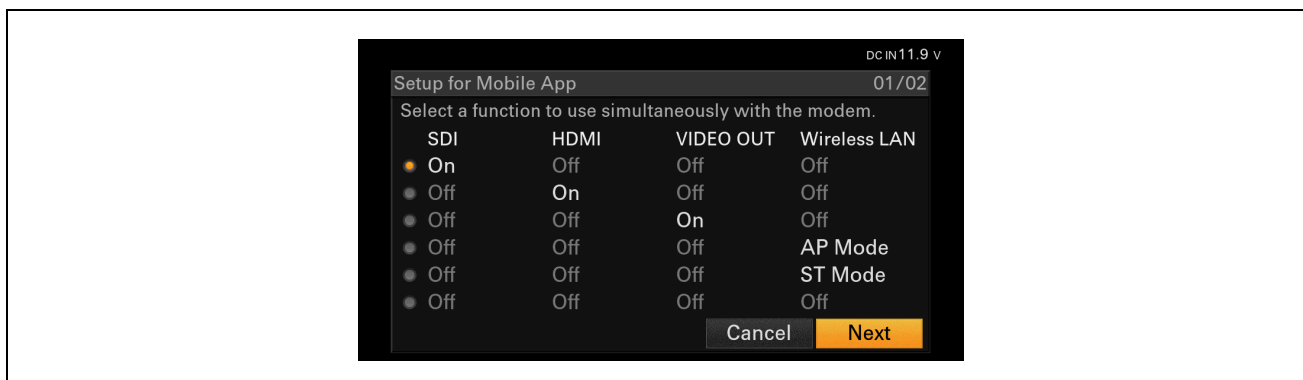 DC IN 11.9 V
Setup for Mobile App 01/02
Select a function to use simultaneously with the modem.
SDI HDMI VIDEO OUT Wireless LAN
On Off Off Off
Off On Off Off
Off Off On Off
Off Off Off AP Mode
Off Off Off ST Mode
Off Off Off Off
Cancel Next